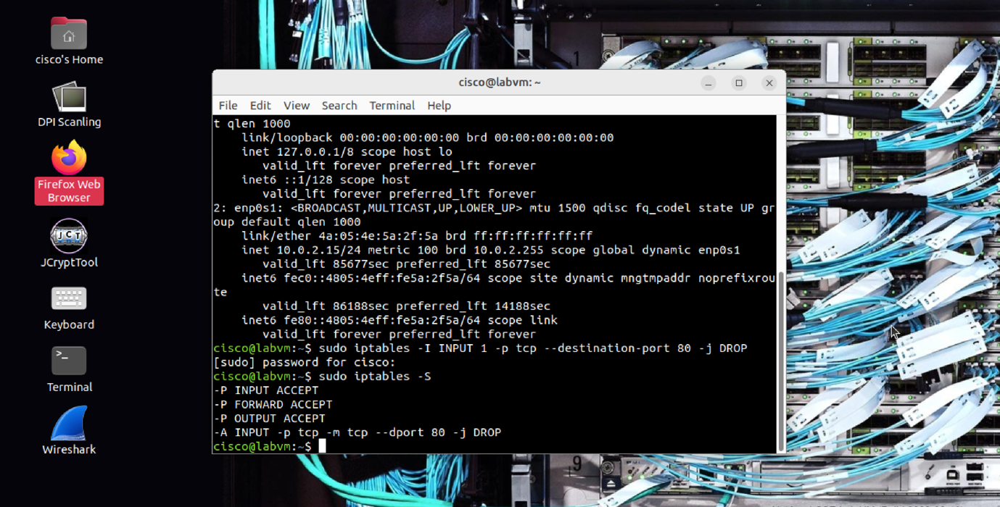 cisco's Home
DPI Scanling
Firefox Web
Browser
JCT
JCryptTool
Keyboard
>_
Terminal
Wireshark
cisco@labvm: ~
File Edit View Search Terminal Help
t qlen 1000
    link/loopback 00:00:00:00:00:00 brd 00:00:00:00:00:00
    inet 127.0.0.1/8 scope host lo
       valid_lft forever preferred_lft forever
    inet6 ::1/128 scope host
       valid_lft forever preferred_lft forever
2: enp0s1: <BROADCAST,MULTICAST,UP,LOWER_UP> mtu 1500 qdisc fq_codel state UP gr
oup default qlen 1000
    link/ether 4a:05:4e:5a:2f:5a brd ff:ff:ff:ff:ff:ff
    inet 10.0.2.15/24 metric 100 brd 10.0.2.255 scope global dynamic enp0s1
       valid_lft 85677sec preferred_lft 85677sec
    inet6 fec0::4805:4eff:fe5a:2f5a/64 scope site dynamic mngtmpaddr noprefixrou
te
       valid_lft 86188sec preferred_lft 14188sec
    inet6 fe80::4805:4eff:fe5a:2f5a/64 scope link
       valid_lft forever preferred_lft forever
cisco@labvm:~$ sudo iptables -I INPUT 1 -p tcp --destination-port 80 -j DROP
[sudo] password for cisco:
cisco@labvm:~$ sudo iptables -S
-P INPUT ACCEPT
-P FORWARD ACCEPT
-P OUTPUT ACCEPT
-A INPUT -p tcp -m tcp --dport 80 -j DROP
cisco@labvm:~$
1
9